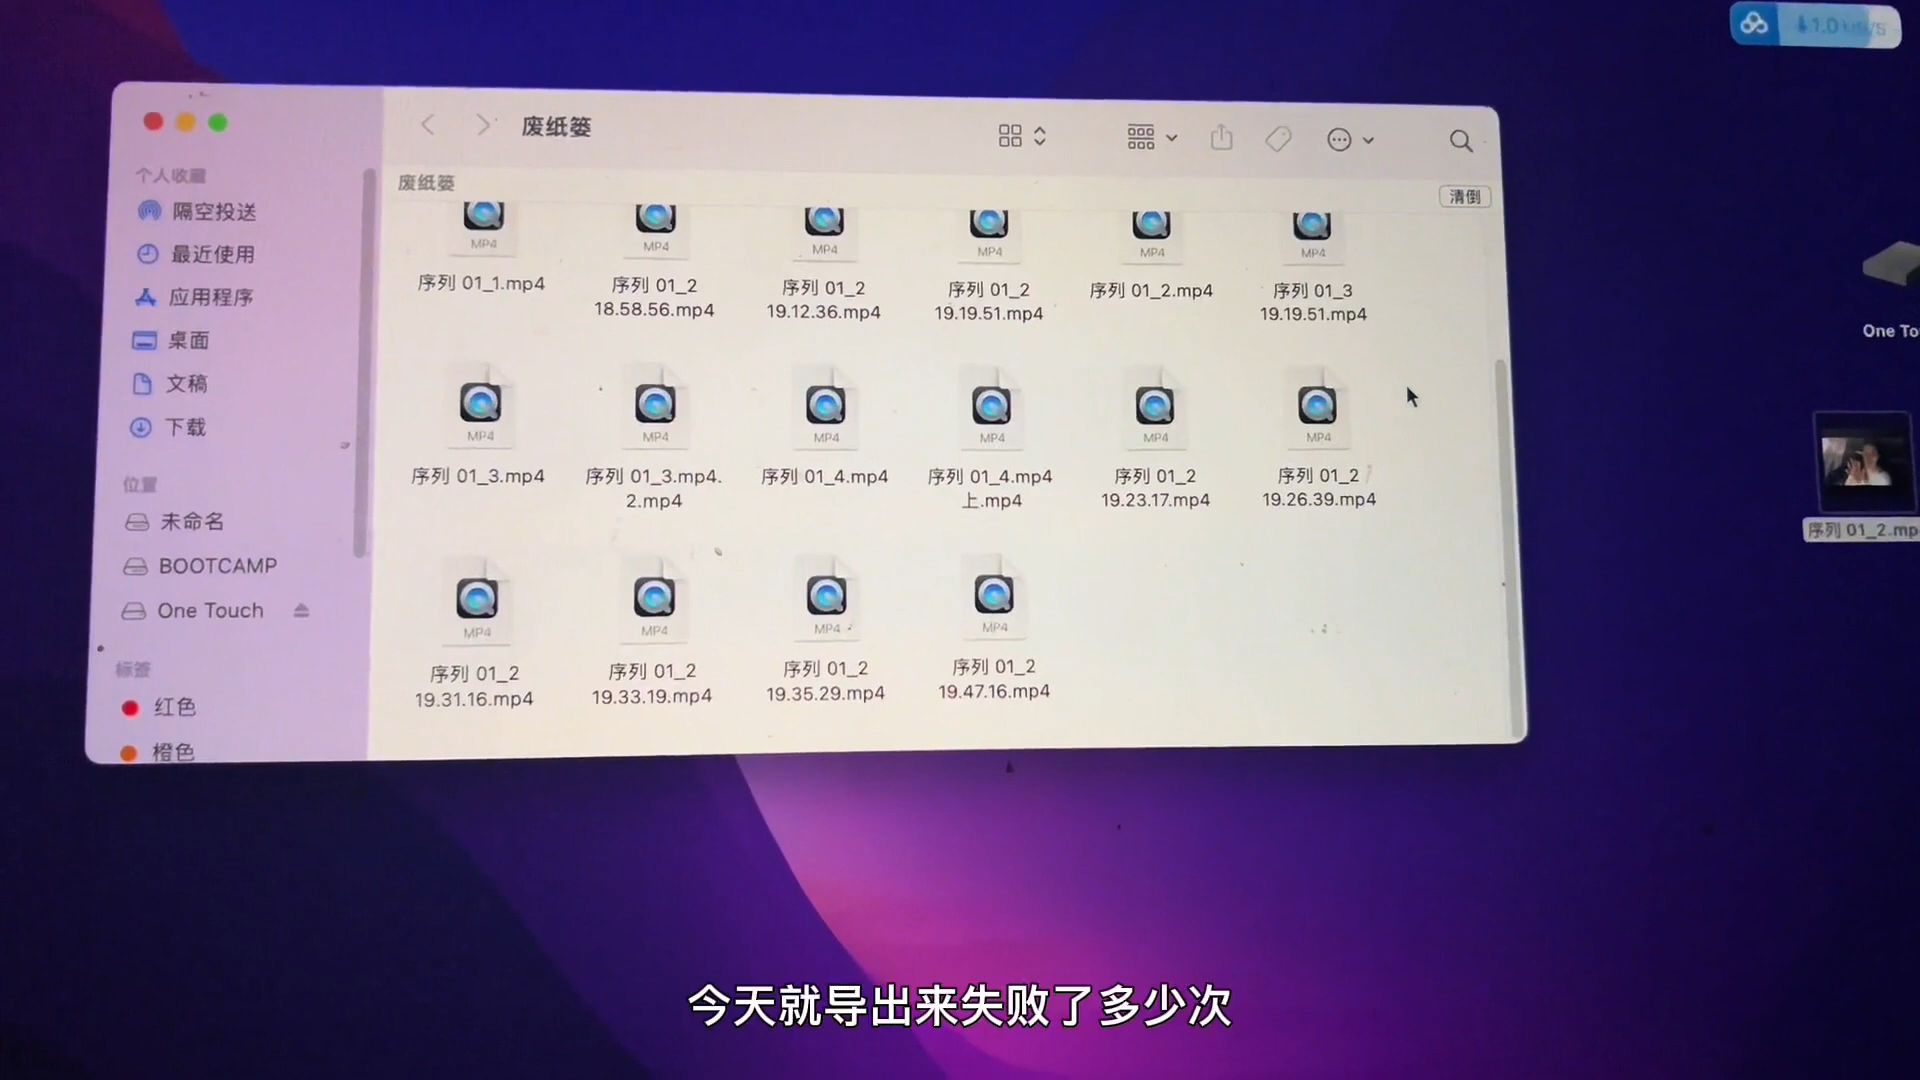 废纸篓
个人收藏
隔空投送
最近使用
应用程序
桌面
文稿
下载
位置
未命名
BOOTCAMP
One Touch
标签
红色
橙色
废纸篓
清倒
MP4
MP4
MP4
MP4
MP4
MP4
序列 01_1.mp4
序列 01_2
18.58.56.mp4
序列 01_2
19.12.36.mp4
序列 01_2
19.19.51.mp4
序列 01_2.mp4
序列 01_3
19.19.51.mp4
MP4
MP4
MP4
MP4
MP4
MP4
序列 01_3.mp4
序列 01_3.mp4.
2.mp4
序列 01_4.mp4
序列 01_4.mp4
上.mp4
序列 01_2
19.23.17.mp4
序列 01_2
19.26.39.mp4
MP4
MP4
MP4
MP4
序列 01_2
19.31.16.mp4
序列 01_2
19.33.19.mp4
序列 01_2
19.35.29.mp4
序列 01_2
19.47.16.mp4
One To
序列 01_2.mp
今天就导出来失败了多少次